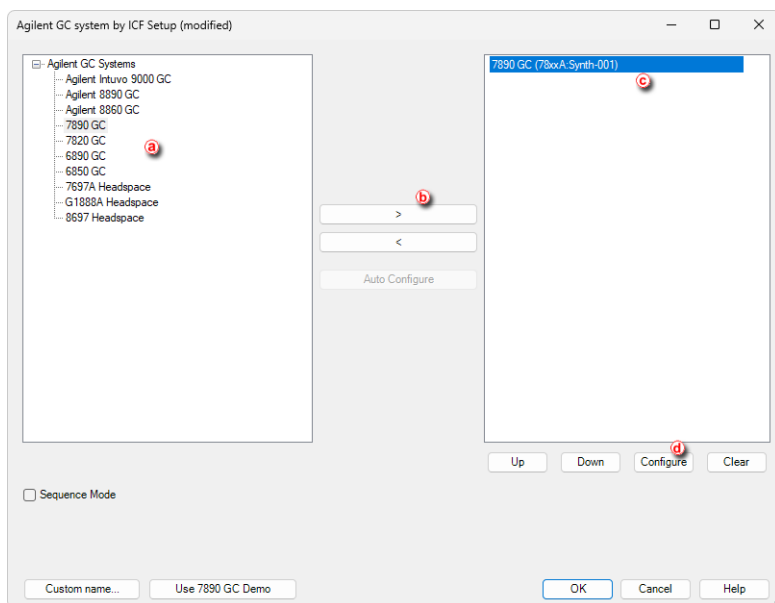 Agilent GC system by ICF Setup (modified)
Agilent GC Systems
Agilent Intuvo 9000 GC
Agilent 8890 GC
Agilent 8860 GC
7890 GC
7820 GC
6890 GC
6850 GC
7697A Headspace
G1888A Headspace
8697 Headspace
a
b
>
<
Auto Configure
7890 GC (78xxA:Synth-001)
c
d
Up Down Configure Clear
Sequence Mode
Custom name... Use 7890 GC Demo OK Cancel Help